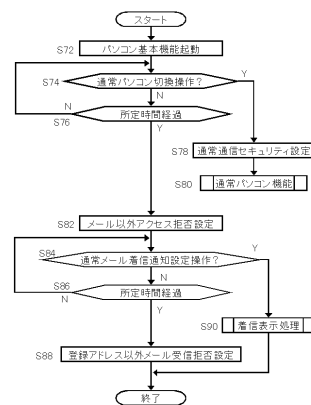 スタート
S72
パソコン基本機能起動
S74
通常パソコン切換操作？
Y
N
N
S76
所定時間経過
Y
S78
通常通信セキュリティ設定
S80
通常パソコン機能
S82
メール以外アクセス拒否設定
S84
通常メール着信通知設定操作？
Y
N
S86
所定時間経過
N
Y
S90
着信表示処理
S88
登録アドレス以外メール受信拒否設定
終了